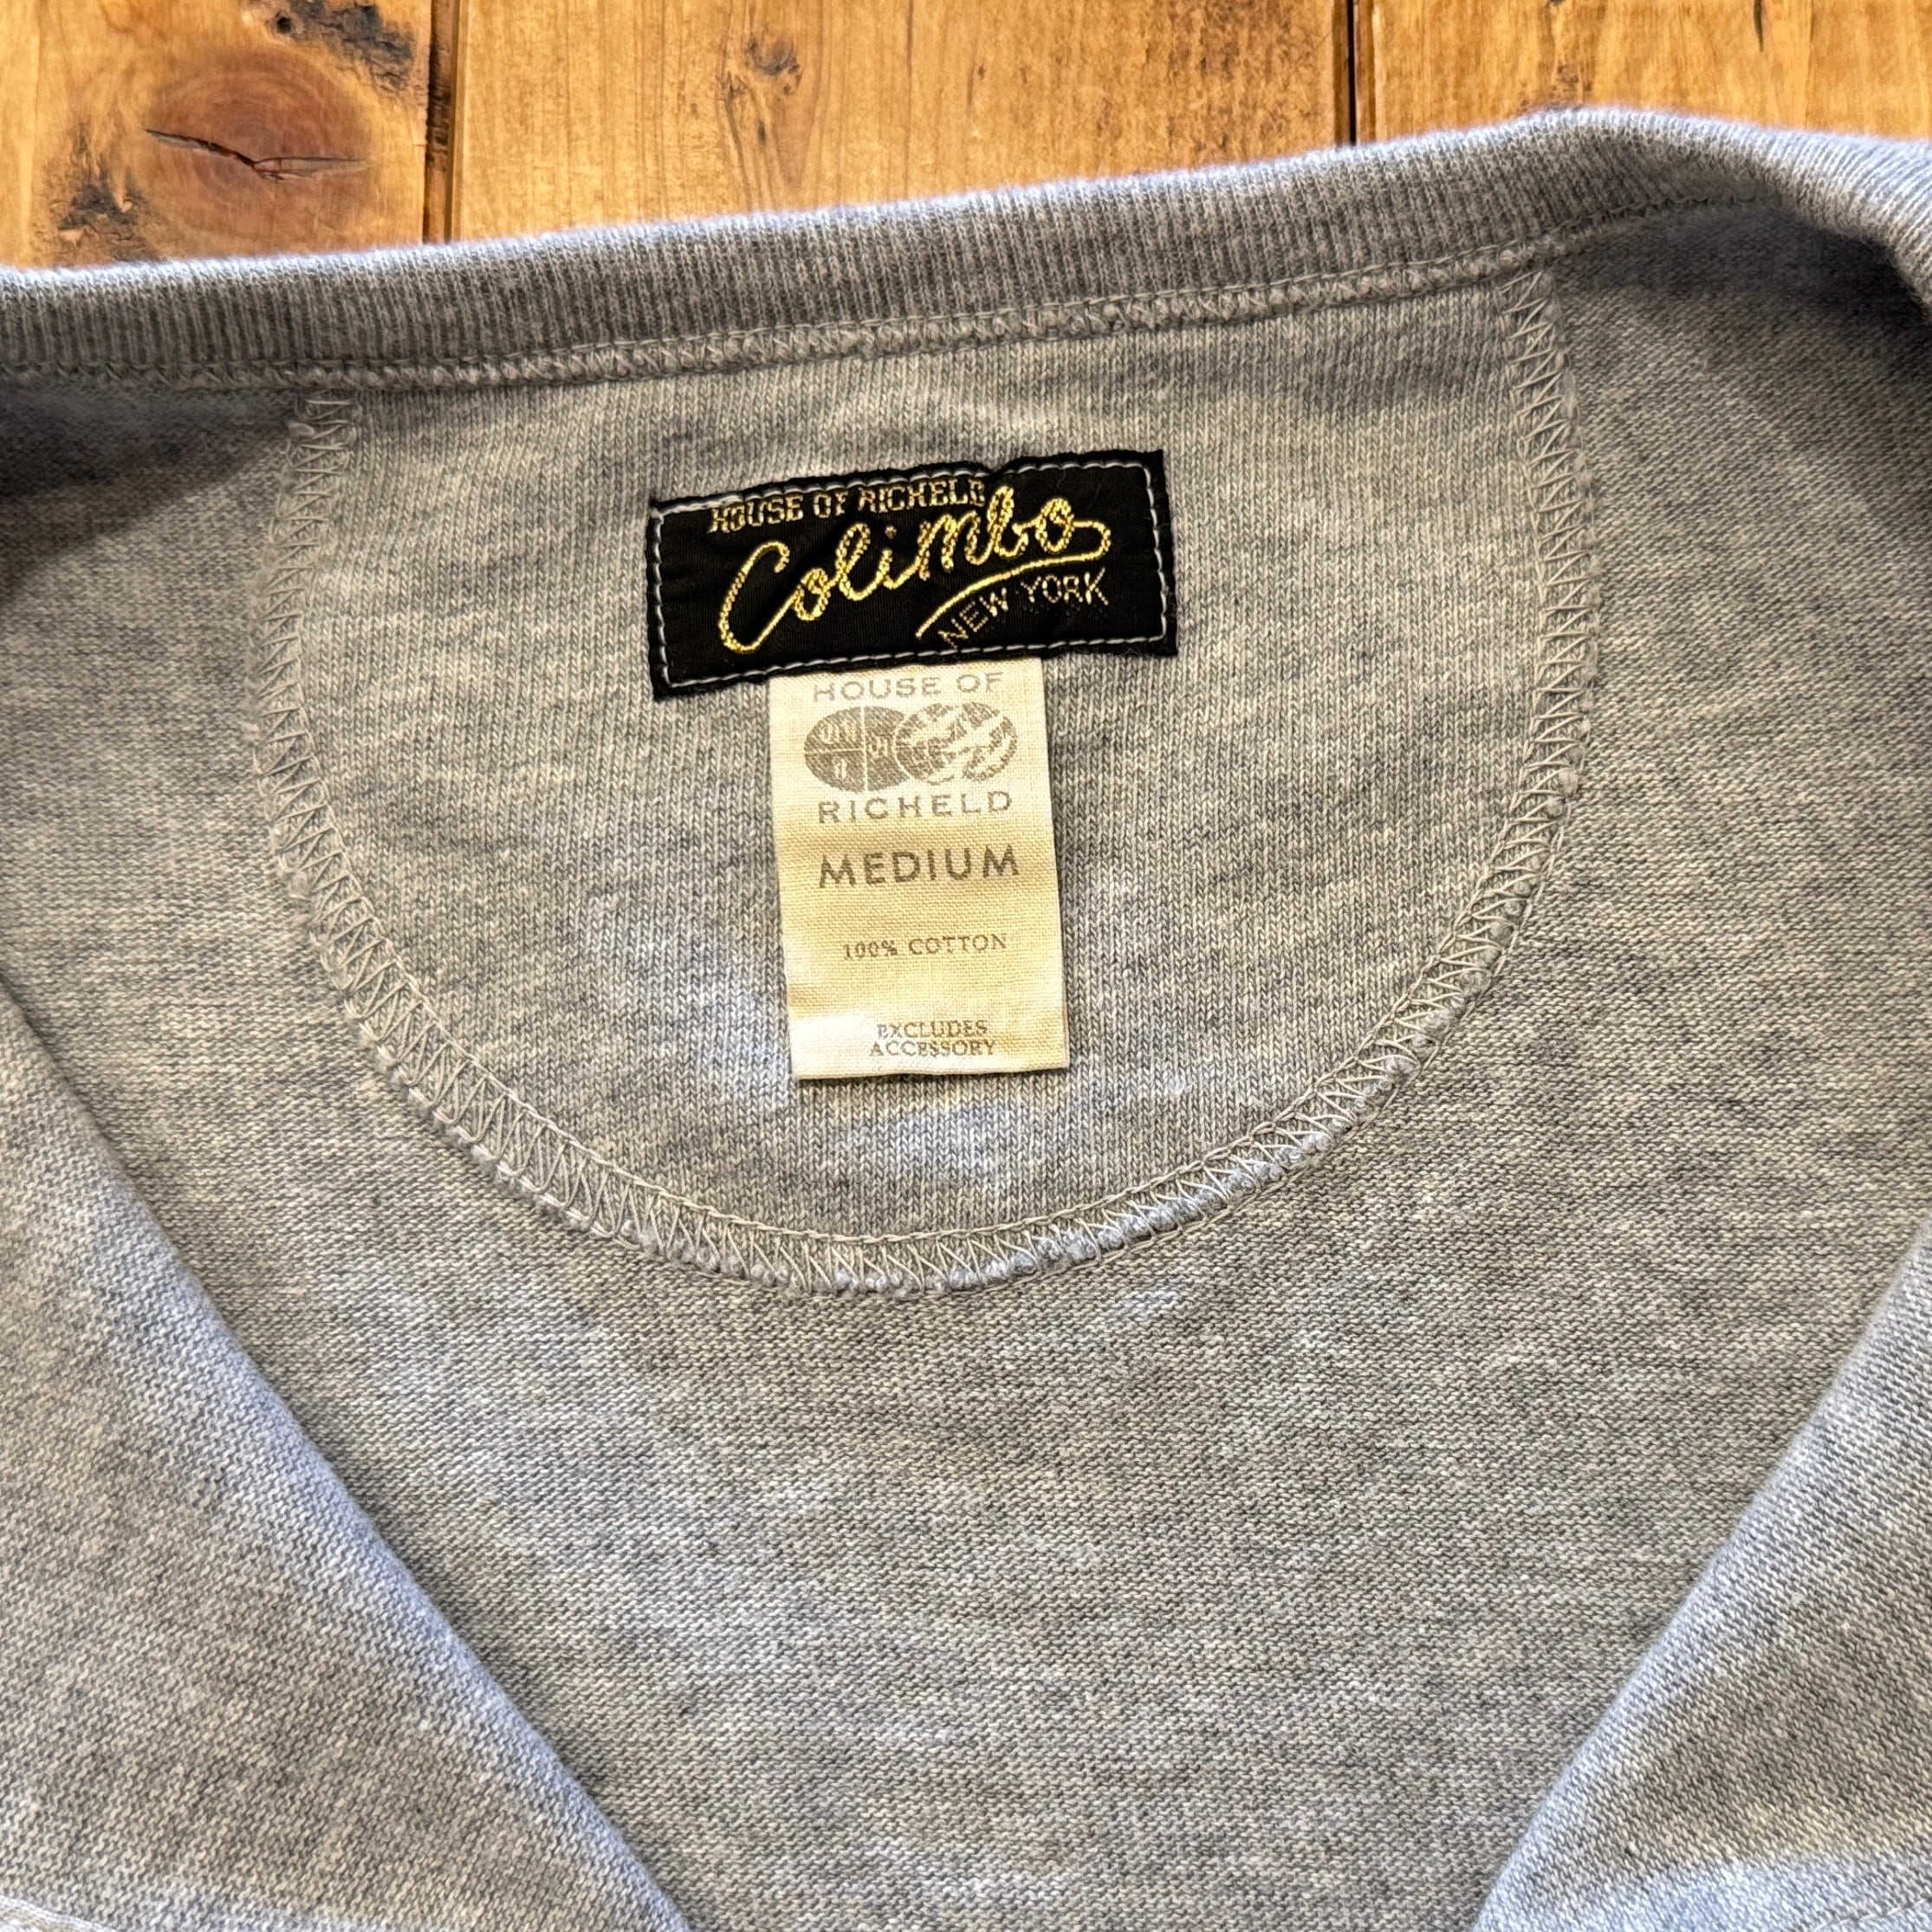 HOUSE OF RICHELD
Colimbo
NEW YORK
HOUSE OF
RICHELD
MEDIUM
100% COTTON
EXCLUDES
ACCESSORY